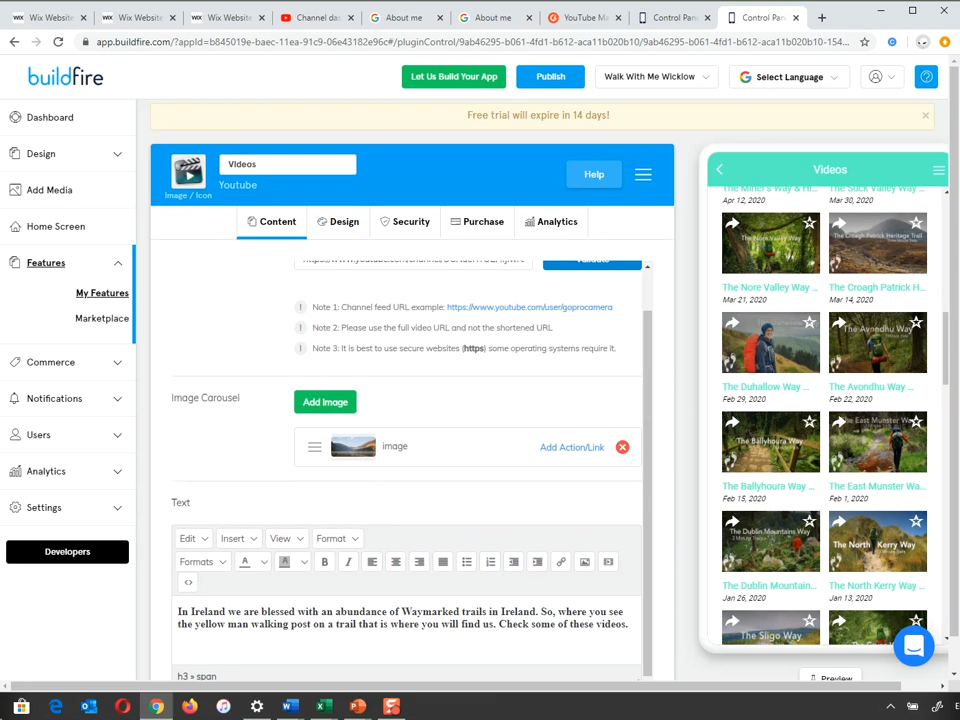 Wix Website
Wix Website
Wix Website
Channel das
About me
About me
YouTube Ma
Control Pan
Control Pan
app.buildfire.com/?appId=b845019e-baec-11ea-91c9-06e43182e96c#/pluginControl/9ab46295-b061-4fd1-b612-aca11b020b10/9ab46295-b061-4fd1-b612-aca11b020b10-154...
buildfire
Let Us Build Your App
Publish
Walk With Me Wicklow
Select Language
Free trial will expire in 14 days!
Dashboard
Design
Add Media
Home Screen
Features
My Features
Marketplace
Commerce
Notifications
Users
Analytics
Settings
Developers
Videos
Youtube
Image / Icon
Help
Content
Design
Security
Purchase
Analytics
Validate
Note 1: Channel feed URL example: https://www.youtube.com/user/goprocamera
Note 2: Please use the full video URL and not the shortened URL
Note 3: It is best to use secure websites (https) some operating systems require it.
Image Carousel
Add Image
image
Add Action/Link
Text
Edit
Insert
View
Format
Formats
A
A
B
I
In Ireland we are blessed with an abundance of Waymarked trails in Ireland. So, where you see
the yellow man walking post on a trail that is where you will find us. Check some of these videos.
h3 » span
Videos
The Miner's Way & Hi...
The Suck Valley Way ...
Apr 12, 2020
Mar 30, 2020
The Nore Valley Way
The Croagh Patrick Heritage Trail
The Nore Valley Way ...
The Croagh Patrick H...
Mar 21, 2020
Mar 14, 2020
The Avondhu Way
The Duhallow Way ...
The Avondhu Way ...
Feb 29, 2020
Feb 22, 2020
The Ballyhoura Way
The East Munster Way
The Ballyhoura Way ...
The East Munster Wa...
Feb 15, 2020
Feb 1, 2020
The Dublin Mountains Way
The North Kerry Way
The Dublin Mountain...
The North Kerry Way ...
Jan 26, 2020
Jan 13, 2020
The Sligo Way
Preview